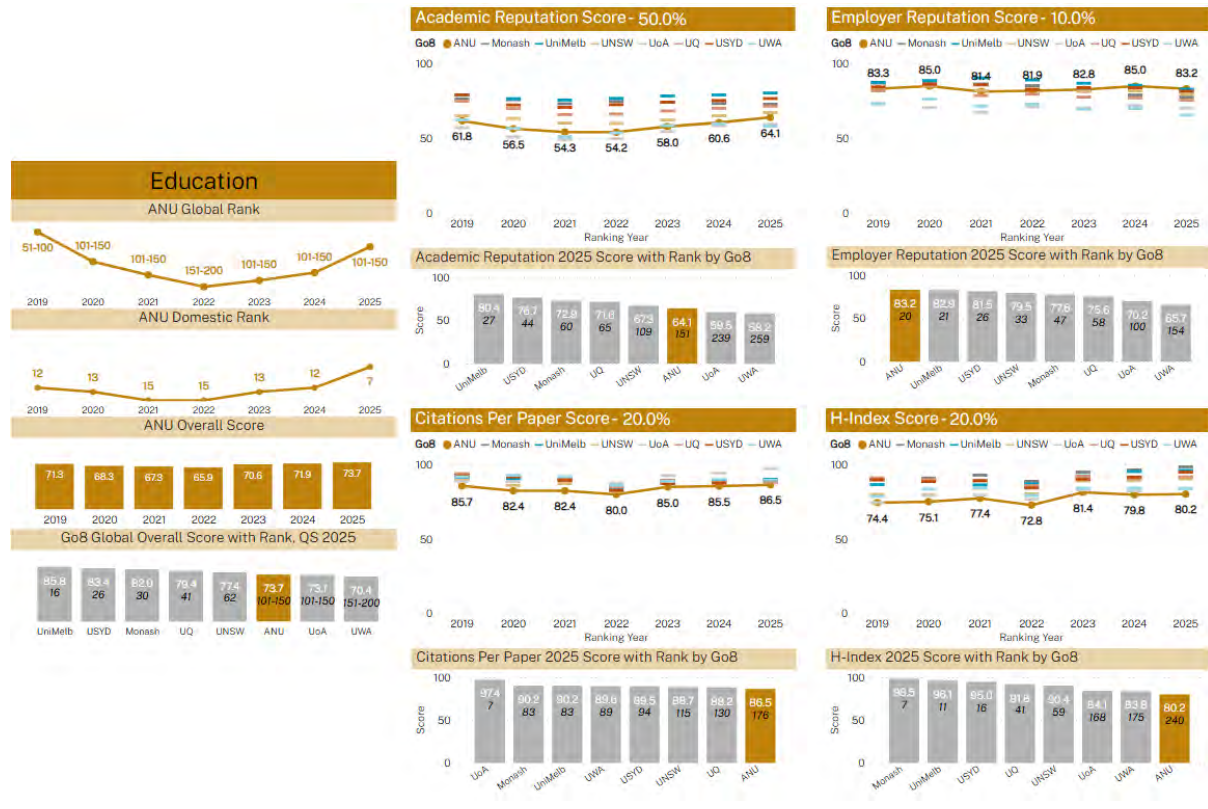 Education
ANU Global Rank
51-100
101-150
101-150
151-200
101-150
101-150
101-150
2019 2020 2021 2022 2023 2024 2025
ANU Domestic Rank
12 13 15 15 13 12 7
2019 2020 2021 2022 2023 2024 2025
ANU Overall Score
71.3 68.3 67.3 65.9 70.6 71.9 73.7
2019 2020 2021 2022 2023 2024 2025
Go8 Global Overall Score with Rank, QS 2025
85.8 83.4 82.0 79.4 77.4 73.7 73.1 70.4
16 26 30 41 62 101-150 101-150 151-200
UniMelb USYD Monash UQ UNSW ANU UoA UWA
Academic Reputation Score - 50.0%
Go8 ANU Monash UniMelb UNSW UoA UQ USYD UWA
100
50
0
61.8 56.5 54.3 54.2 58.0 60.6 64.1
2019 2020 2021 2022 2023 2024 2025
Ranking Year
Academic Reputation 2025 Score with Rank by Go8
100
50
0
Score
80.4 76.7 72.8 71.6 67.3 64.1 59.5 58.2
27 44 60 65 109 151 239 259
UniMelb USYD Monash UQ UNSW ANU UoA UWA
Employer Reputation Score - 10.0%
Go8 ANU Monash UniMelb UNSW UoA UQ USYD UWA
100
50
0
83.3 85.0 81.4 81.9 82.8 85.0 83.2
2019 2020 2021 2022 2023 2024 2025
Ranking Year
Employer Reputation 2025 Score with Rank by Go8
100
50
0
Score
83.2 82.9 81.5 79.5 77.6 75.6 70.2 65.7
20 21 26 33 47 58 100 154
ANU UniMelb USYD UNSW Monash UQ UoA UWA
Citations Per Paper Score - 20.0%
Go8 ANU Monash UniMelb UNSW UoA UQ USYD UWA
100
50
0
85.7 82.4 82.4 80.0 85.0 85.5 86.5
2019 2020 2021 2022 2023 2024 2025
Ranking Year
Citations Per Paper 2025 Score with Rank by Go8
100
50
0
Score
97.4 90.2 90.2 89.8 89.5 88.7 88.2 86.5
7 83 83 89 94 115 130 176
UoA Monash UniMelb UWA USYD UNSW UQ ANU
H-Index Score - 20.0%
Go8 ANU Monash UniMelb UNSW UoA UQ USYD UWA
100
50
0
74.4 75.1 77.4 72.8 81.4 79.8 80.2
2019 2020 2021 2022 2023 2024 2025
Ranking Year
H-Index 2025 Score with Rank by Go8
100
50
0
Score
98.5 96.1 95.0 91.8 90.4 84.1 83.8 80.2
7 11 16 41 59 168 175 240
Monash UniMelb USYD UQ UNSW UoA UWA ANU